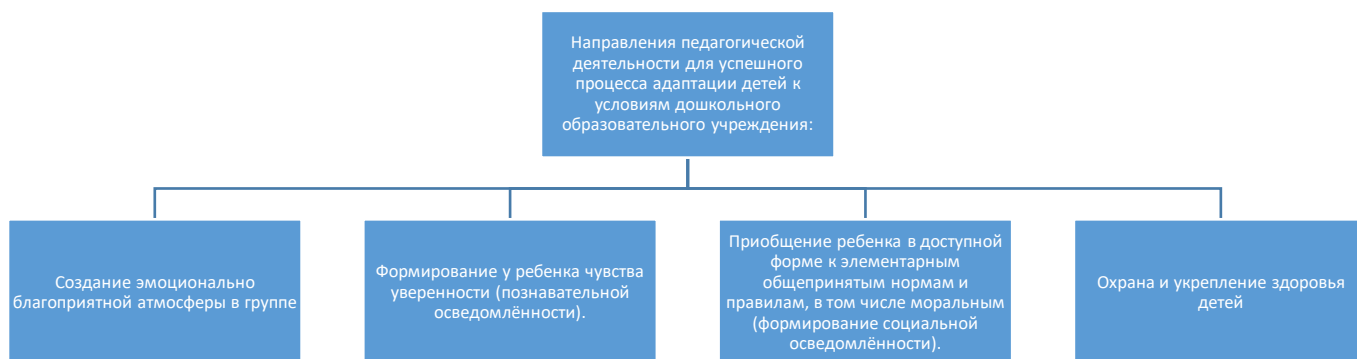 Направления педагогической
деятельности для успешного
процесса адаптации детей к
условиям дошкольного
образовательного учреждения:
Создание эмоционально
благоприятной атмосферы в группе
Формирование у ребенка чувства
уверенности (познавательной
осведомлённости).
Приобщение ребенка в доступной
форме к элементарным
общепринятым нормам и
правилам, в том числе моральным
(формирование социальной
осведомлённости).
Охрана и укрепление здоровья
детей